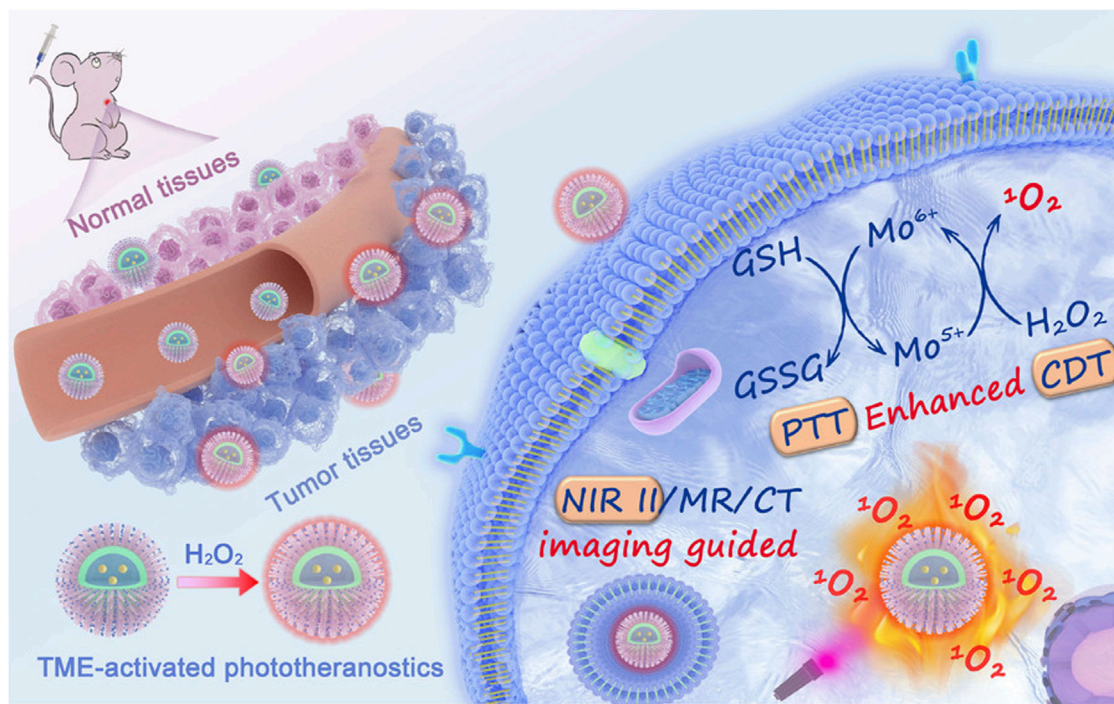 Normal tissues
Tumor tissues
H₂O₂
TME-activated phototheranostics
¹O₂
GSH
Mo⁶⁺
GSSG
Mo⁵⁺
H₂O₂
PTT Enhanced CDT
NIR II/MR/CT
imaging guided
¹O₂
¹O₂
¹O₂
¹O₂
¹O₂